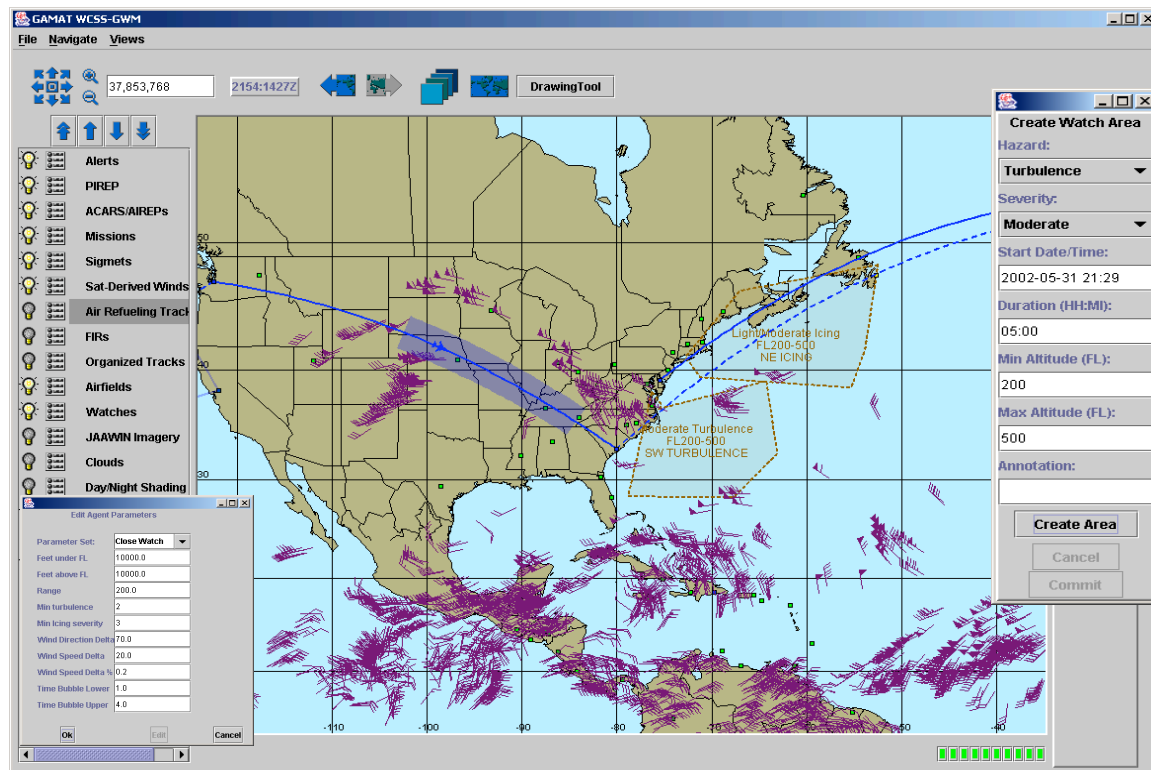 GAMAT WCSS-GWM
File Navigate Views
37,853,768
2154:1427Z
DrawingTool
Alerts
PIREP
ACARS/AIREPs
Missions
Sigmets
Sat-Derived Winds
Air Refueling Track
FIRs
Organized Tracks
Airfields
Watches
JAAWIN Imagery
Clouds
Day/Night Shading
50
40
30
-110 -90 -80 -70 -60 -50 -40
Light/Moderate Icing
FL200-500
NE ICING
Moderate Turbulence
FL200-500
SW TURBULENCE
Edit Agent Parameters
Parameter Set: Close Watch
Feet under FL 10000.0
Feet above FL 10000.0
Range 200.0
Min turbulence 2
Min Icing severity 3
Wind Direction Delta 70.0
Wind Speed Delta 20.0
Wind Speed Delta % 0.2
Time Bubble Lower 1.0
Time Bubble Upper 4.0
Ok Edit Cancel
Create Watch Area
Hazard:
Turbulence
Severity:
Moderate
Start Date/Time:
2002-05-31 21:29
Duration (HH:MI):
05:00
Min Altitude (FL):
200
Max Altitude (FL):
500
Annotation:
Create Area
Cancel
Commit